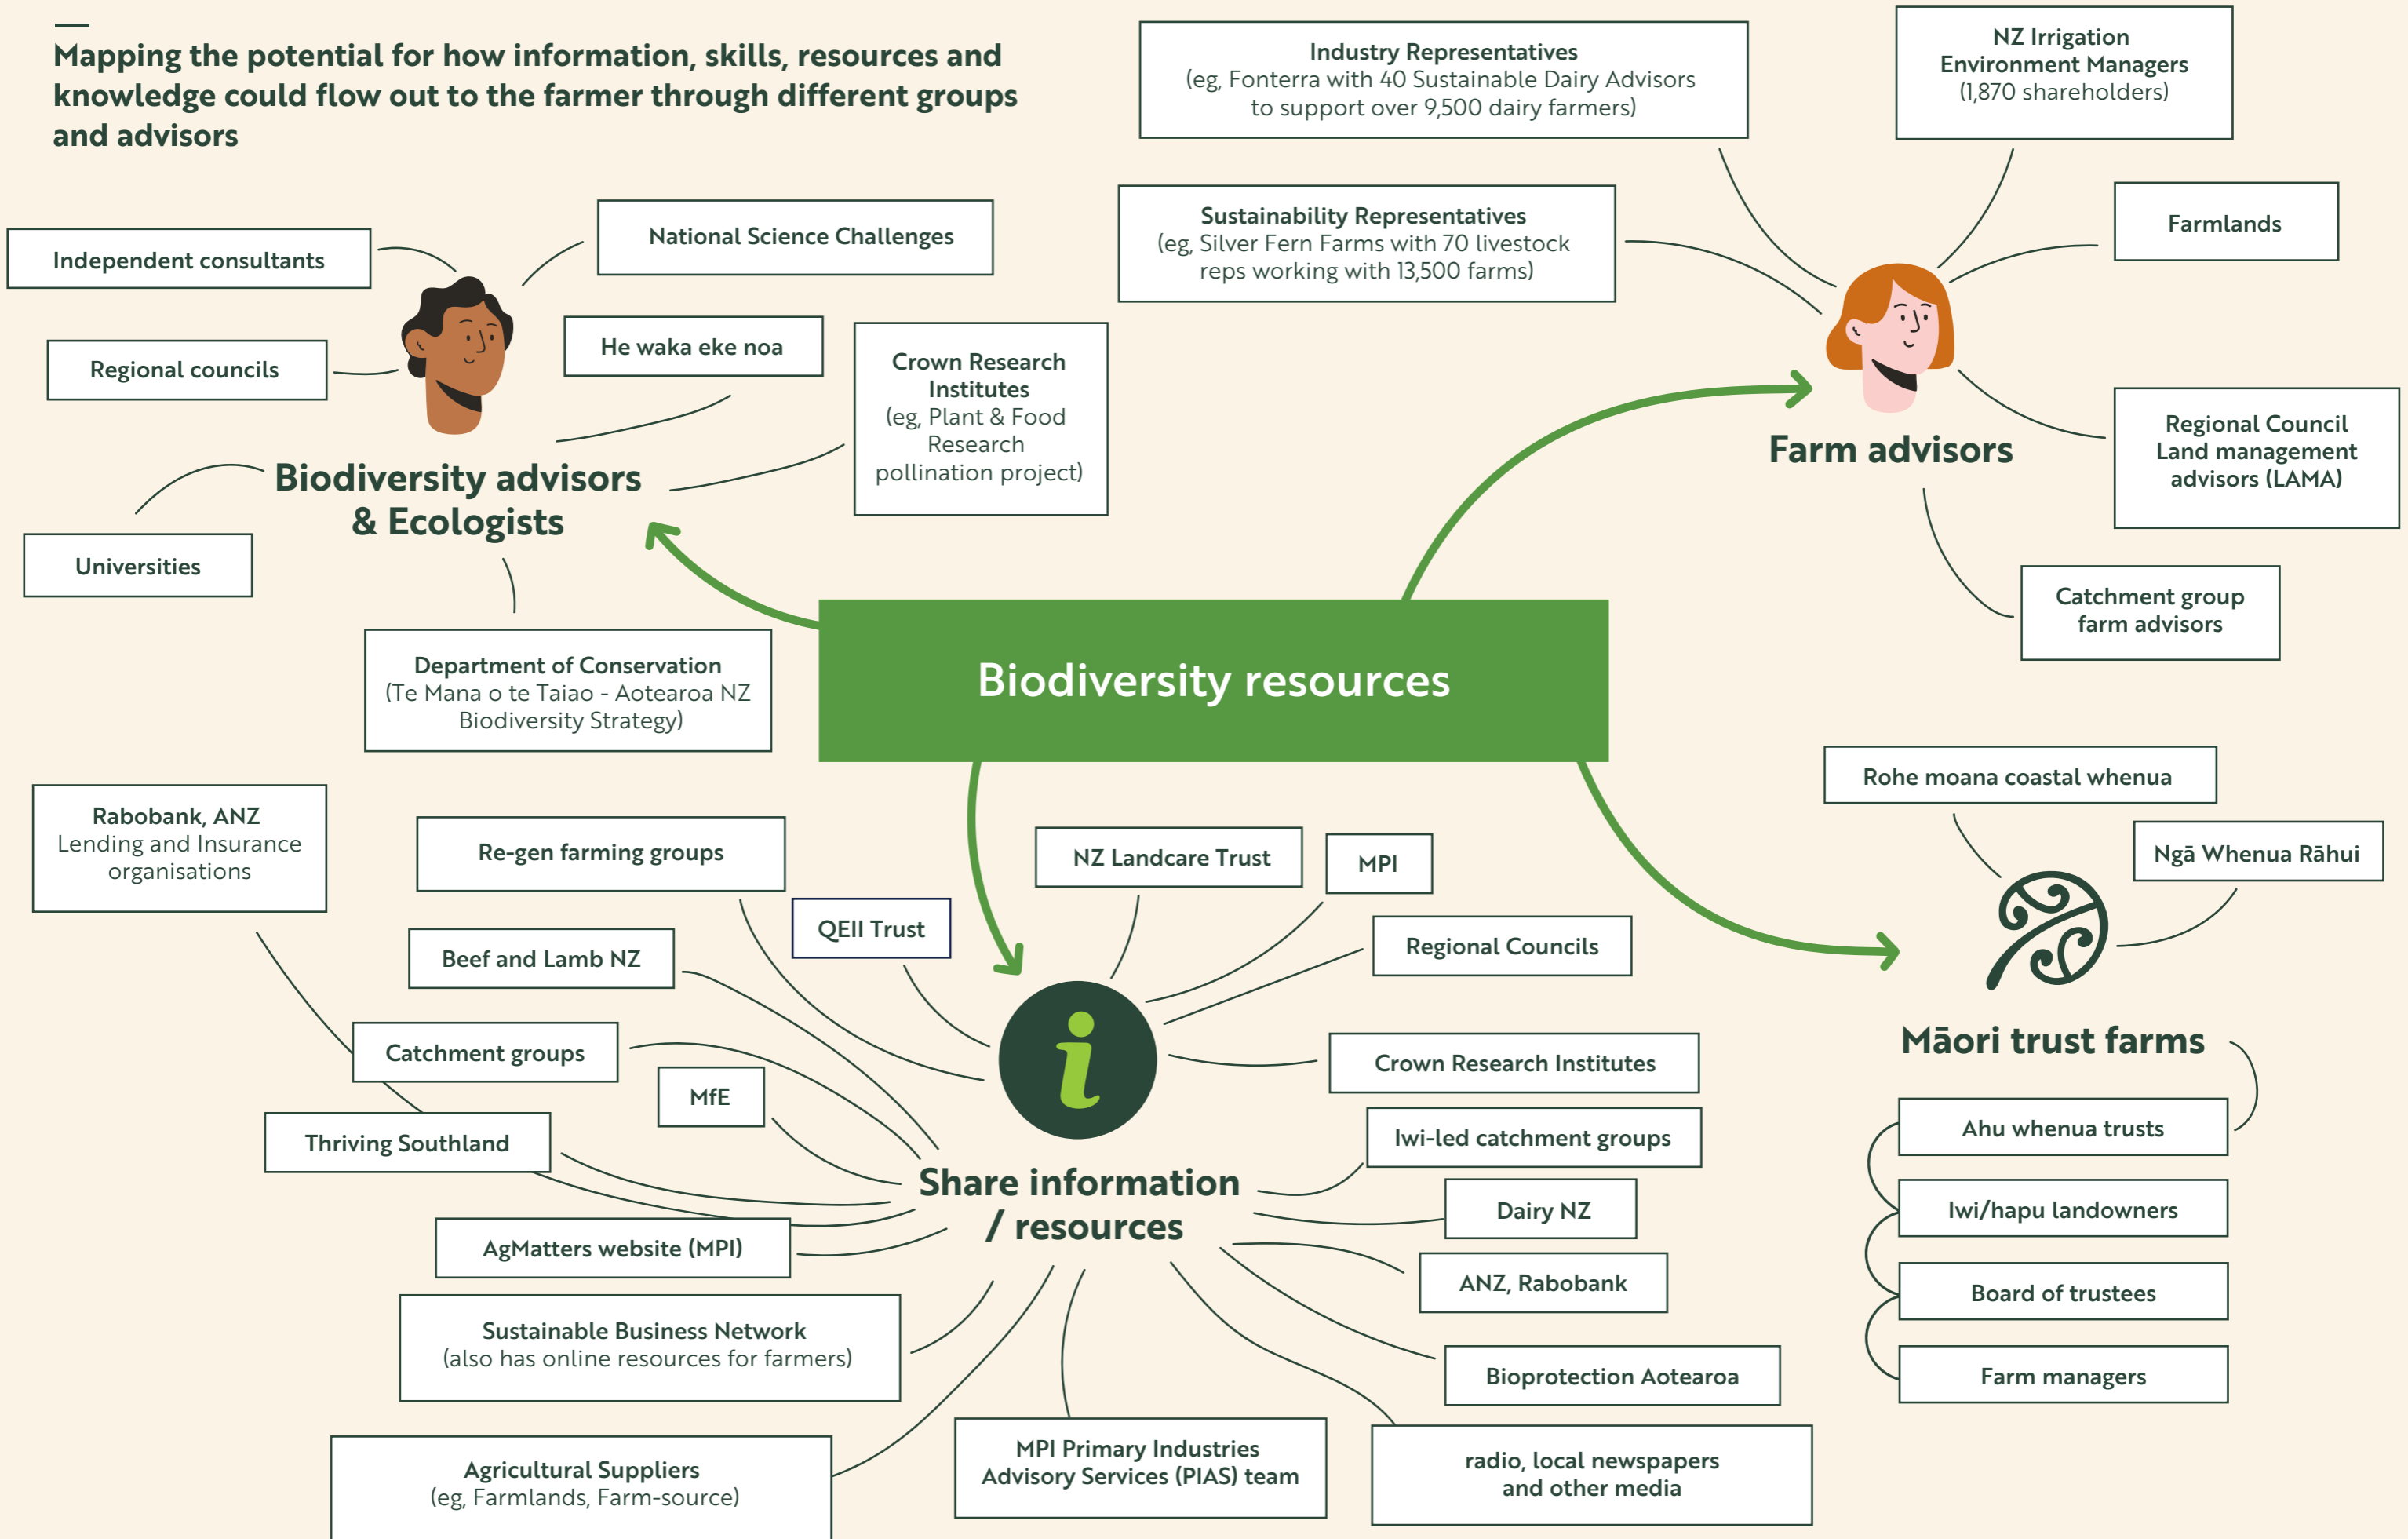 Mapping the potential for how information, skills, resources and
knowledge could flow out to the farmer through different groups
and advisors
Industry Representatives
(eg, Fonterra with 40 Sustainable Dairy Advisors
to support over 9,500 dairy farmers)
NZ Irrigation
Environment Managers
(1,870 shareholders)
Sustainability Representatives
(eg, Silver Fern Farms with 70 livestock
reps working with 13,500 farms)
Farmlands
Farm advisors
Regional Council
Land management
advisors (LAMA)
Catchment group
farm advisors
Independent consultants
National Science Challenges
Regional councils
He waka eke noa
Crown Research
Institutes
(eg, Plant & Food
Research
pollination project)
Biodiversity advisors
& Ecologists
Universities
Department of Conservation
(Te Mana o te Taiao - Aotearoa NZ
Biodiversity Strategy)
Biodiversity resources
Rabobank, ANZ
Lending and Insurance
organisations
Re-gen farming groups
QEII Trust
NZ Landcare Trust
MPI
Beef and Lamb NZ
Regional Councils
Catchment groups
MfE
Crown Research Institutes
Thriving Southland
Iwi-led catchment groups
i
Share information
/ resources
Dairy NZ
AgMatters website (MPI)
ANZ, Rabobank
Sustainable Business Network
(also has online resources for farmers)
Bioprotection Aotearoa
Agricultural Suppliers
(eg, Farmlands, Farm-source)
MPI Primary Industries
Advisory Services (PIAS) team
radio, local newspapers
and other media
Rohe moana coastal whenua
Ngā Whenua Rāhui
Māori trust farms
Ahu whenua trusts
Iwi/hapu landowners
Board of trustees
Farm managers